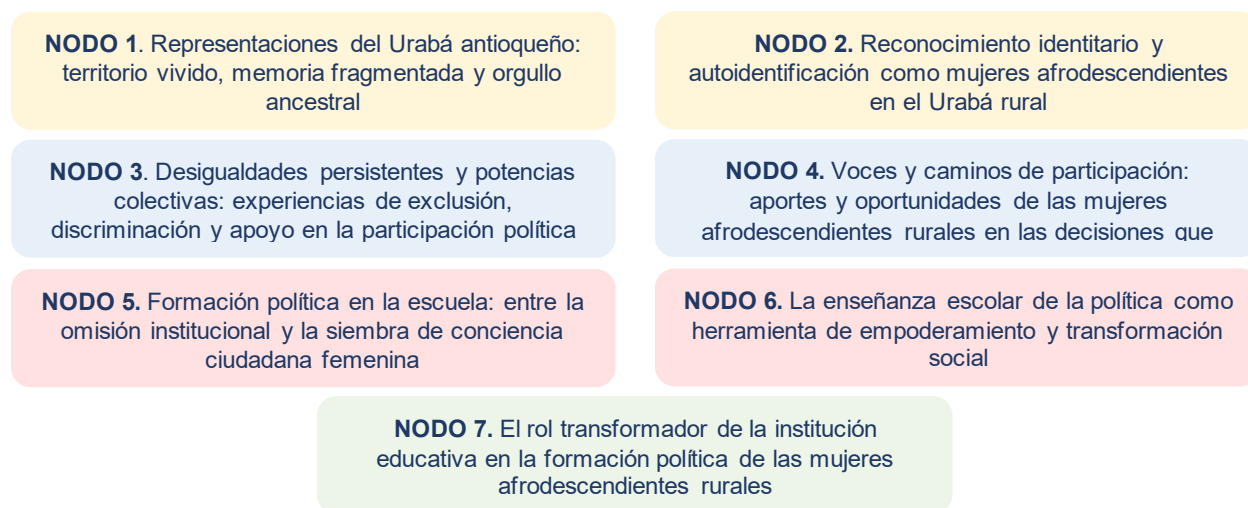 NODO 1. Representaciones del Urabá antioqueño:
territorio vivido, memoria fragmentada y orgullo
ancestral
NODO 2. Reconocimiento identitario y
autoidentificación como mujeres afrodescendientes
en el Urabá rural
NODO 3. Desigualdades persistentes y potencias
colectivas: experiencias de exclusión,
discriminación y apoyo en la participación política
NODO 4. Voces y caminos de participación:
aportes y oportunidades de las mujeres
afrodescendientes rurales en las decisiones que
NODO 5. Formación política en la escuela: entre la
omisión institucional y la siembra de conciencia
ciudadana femenina
NODO 6. La enseñanza escolar de la política como
herramienta de empoderamiento y transformación
social
NODO 7. El rol transformador de la institución
educativa en la formación política de las mujeres
afrodescendientes rurales